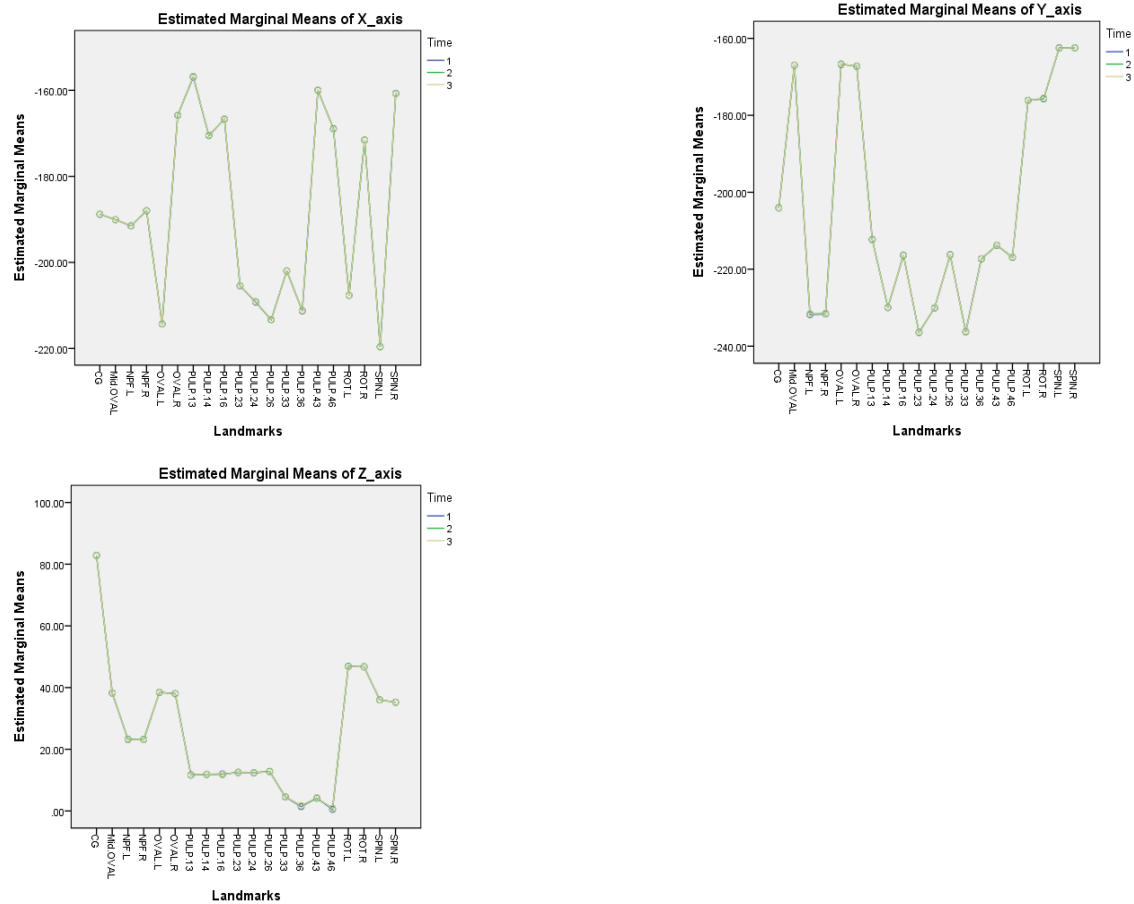 Estimated Marginal Means of X_axis
Time
1
2
3
Estimated Marginal Means
-160.00
-180.00
-200.00
-220.00
CG
Mid.OVAL
NPF.L
NPF.R
OVAL.L
OVAL.R
PULP.13
PULP.14
PULP.16
PULP.23
PULP.24
PULP.26
PULP.33
PULP.36
PULP.43
PULP.46
ROT.L
ROT.R
SPIN.L
SPIN.R
Landmarks
Estimated Marginal Means of Y_axis
Time
1
2
3
Estimated Marginal Means
-160.00
-180.00
-200.00
-220.00
-240.00
CG
Mid.OVAL
NPF.L
NPF.R
OVAL.L
OVAL.R
PULP.13
PULP.14
PULP.16
PULP.23
PULP.24
PULP.26
PULP.33
PULP.36
PULP.43
PULP.46
ROT.L
ROT.R
SPIN.L
SPIN.R
Landmarks
Estimated Marginal Means of Z_axis
Time
1
2
3
Estimated Marginal Means
100.00
80.00
60.00
40.00
20.00
.00
CG
Mid.OVAL
NPF.L
NPF.R
OVAL.L
OVAL.R
PULP.13
PULP.14
PULP.16
PULP.23
PULP.24
PULP.26
PULP.33
PULP.36
PULP.43
PULP.46
ROT.L
ROT.R
SPIN.L
SPIN.R
Landmarks